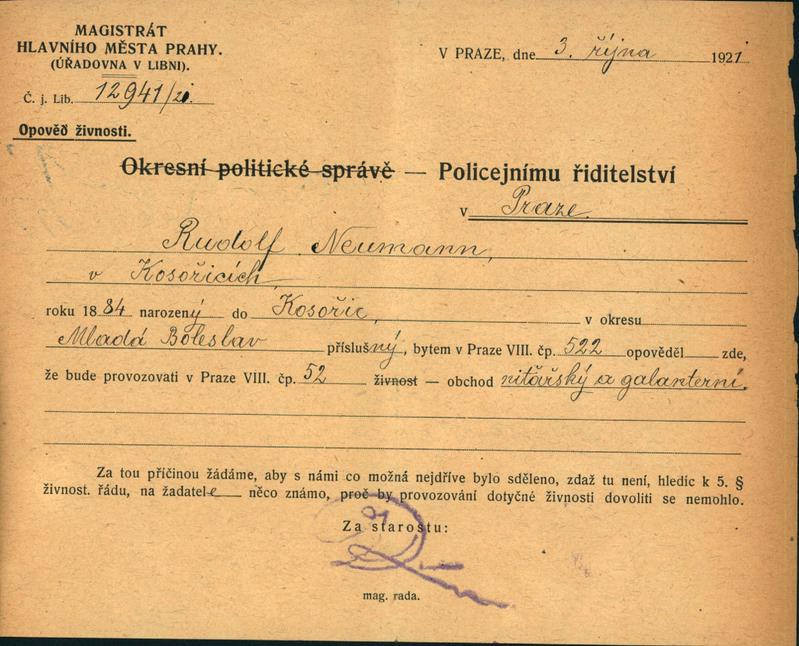 MAGISTRÁT
HLAVNÍHO MĚSTA PRAHY.
(ÚŘADOVNA V LIBNI).
V PRAZE, dne 3. října 1921
Č. j. Lib. 12941/21.
Opověď živnosti.
Okresní politické správě — Policejnímu řiditelství
v Praze.
Rudolf Neumann,
v Kosořicích,
roku 1884 narozený do Kosořic, v okresu
Mladá Boleslav příslušný, bytem v Praze VIII. čp. 522 opověděl zde,
že bude provozovati v Praze VIII. čp. 52 živnost — obchod nitářský a galanterní.
Za tou příčinou žádáme, aby s námi co možná nejdříve bylo sděleno, zdaž tu není, hledíc k 5. §
živnost. řádu, na žadatele něco známo, proč by provozování dotyčné živnosti dovoliti se nemohlo.
Za starostu:
mag. rada.